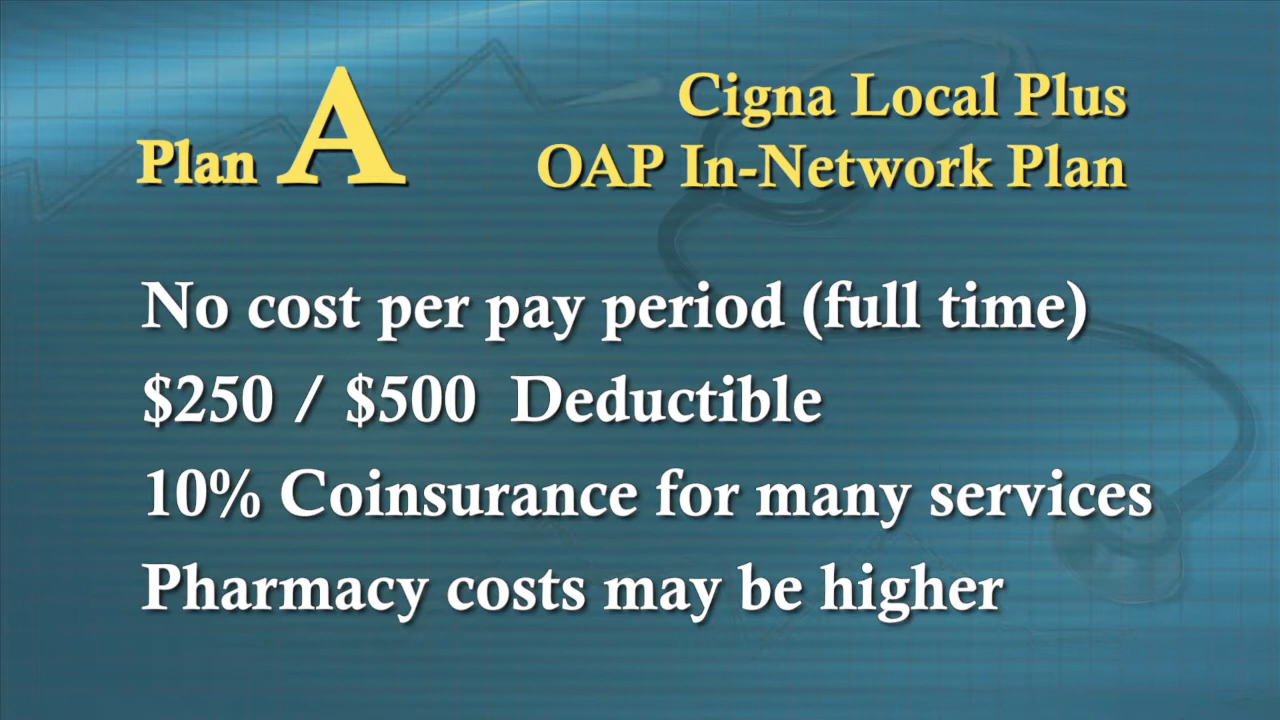 Plan A
Cigna Local Plus
OAP In-Network Plan
No cost per pay period (full time)
$250 / $500 Deductible
10% Coinsurance for many services
Pharmacy costs may be higher